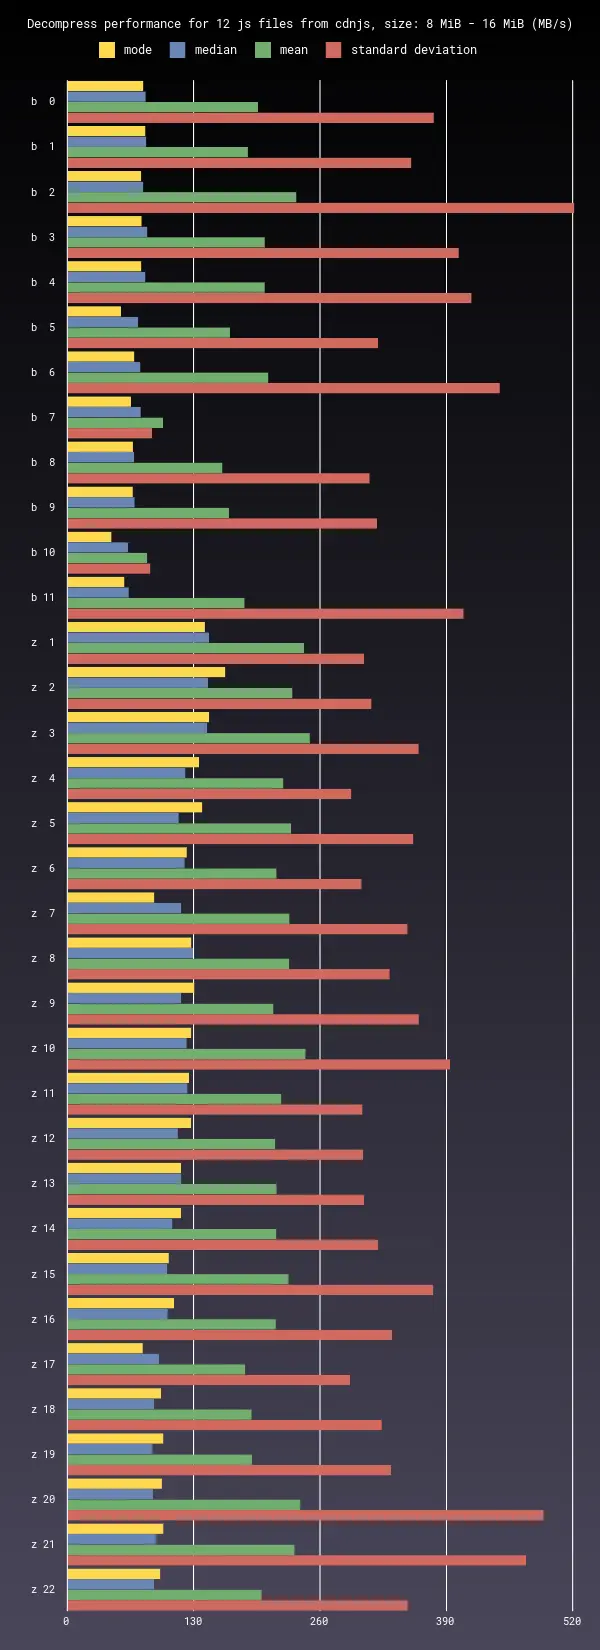 Decompress performance for 12 js files from cdnjs, size: 8 MiB - 16 MiB (MB/s)
mode median mean standard deviation
b 0
b 1
b 2
b 3
b 4
b 5
b 6
b 7
b 8
b 9
b 10
b 11
z 1
z 2
z 3
z 4
z 5
z 6
z 7
z 8
z 9
z 10
z 11
z 12
z 13
z 14
z 15
z 16
z 17
z 18
z 19
z 20
z 21
z 22
0 130 260 390 520